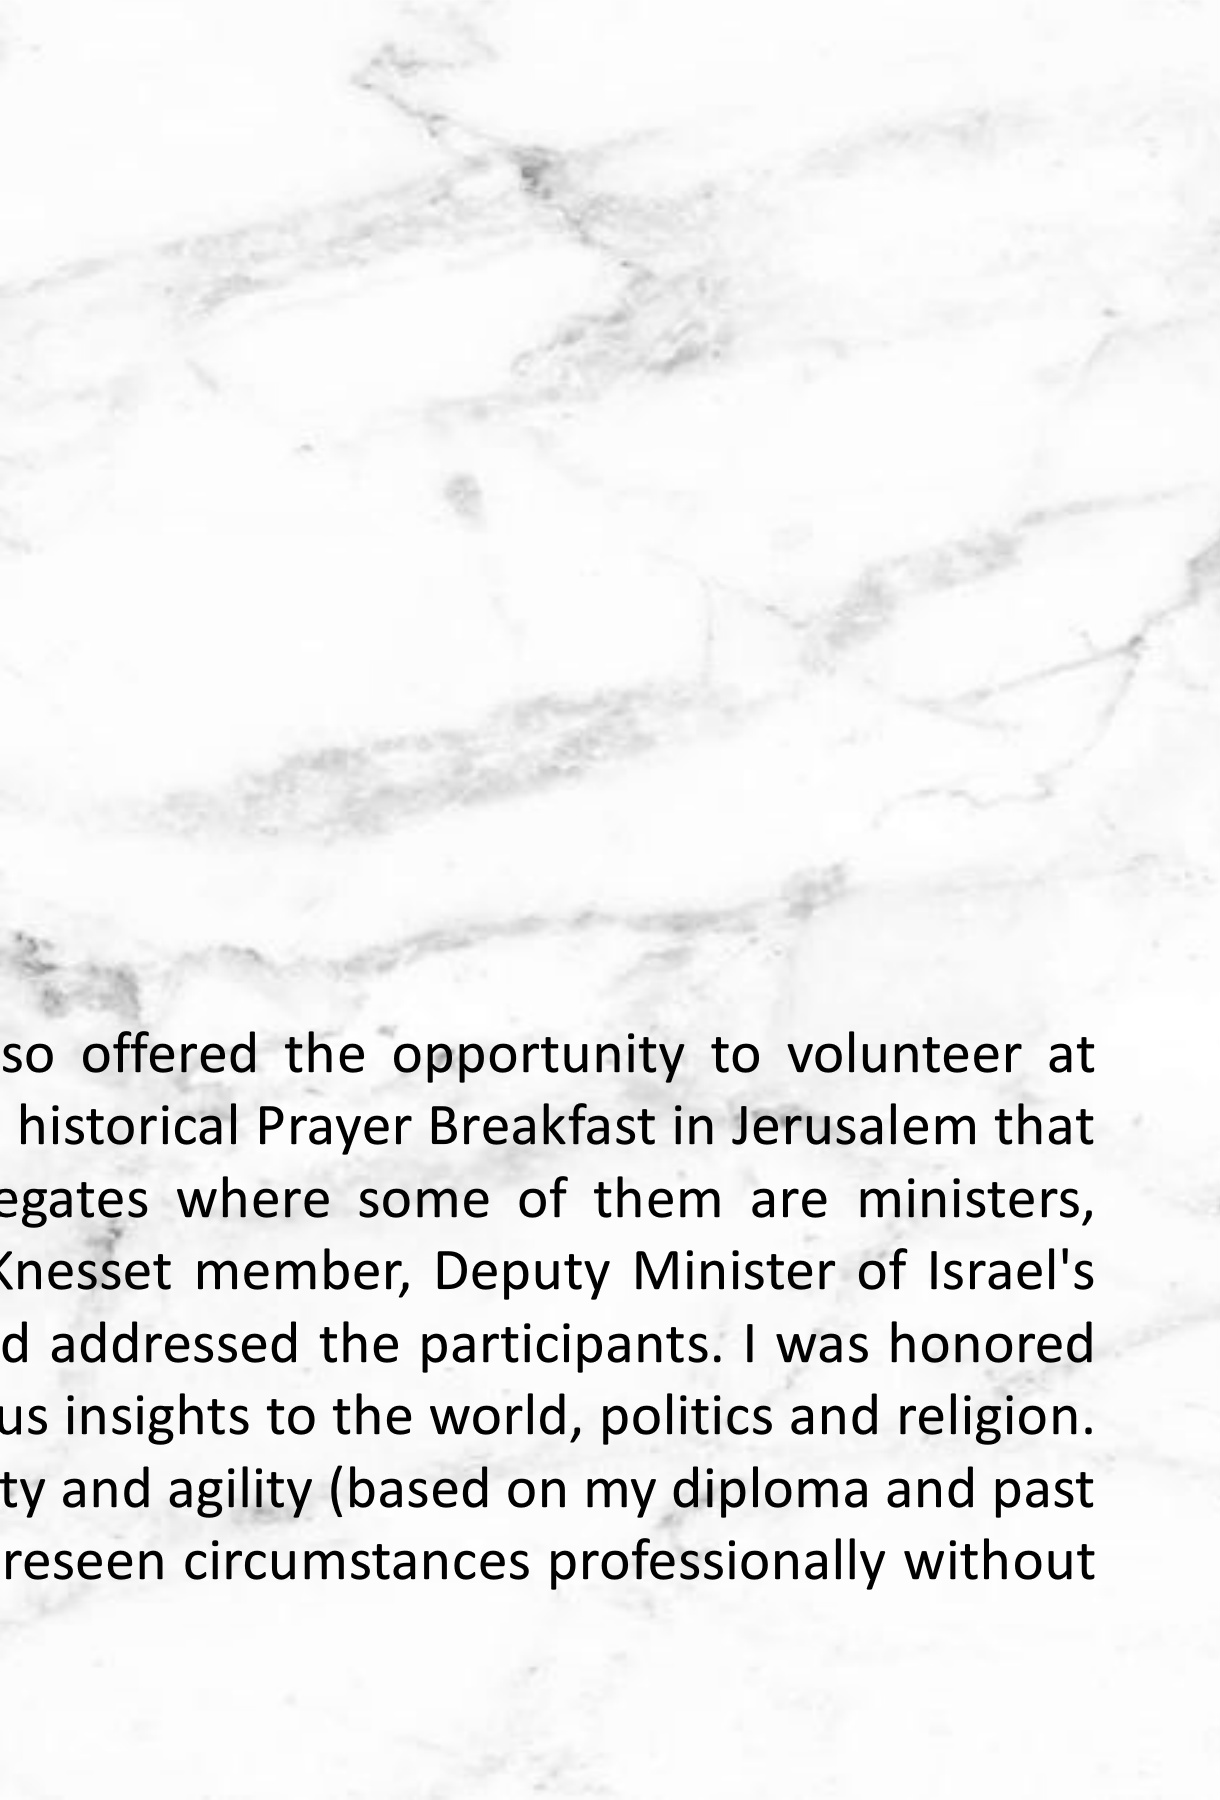 so offered the opportunity to volunteer at
historical Prayer Breakfast in Jerusalem that
egates where some of them are ministers,
Knesset member, Deputy Minister of Israel's
d addressed the participants. I was honored
us insights to the world, politics and religion.
ty and agility (based on my diploma and past
reseen circumstances professionally without